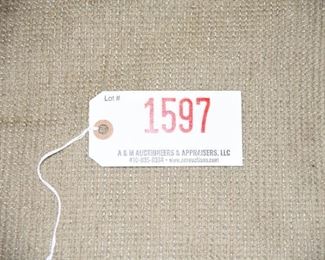 Lot #
1597
A & M AUCTIONEERS & APPRAISERS, LLC